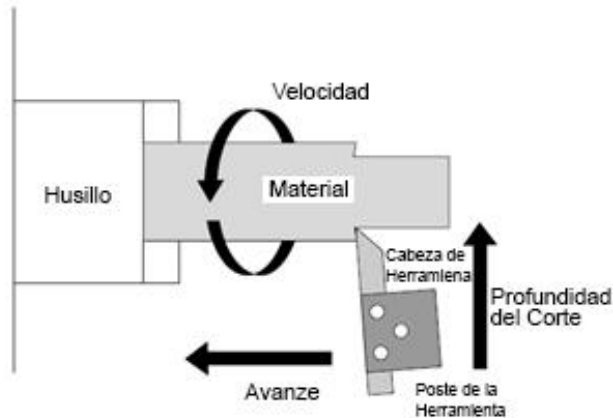 Velocidad
Husillo
Material
Cabeza de
Herramiena
Profundidad
del Corte
Avanze
Poste de la
Herramienta